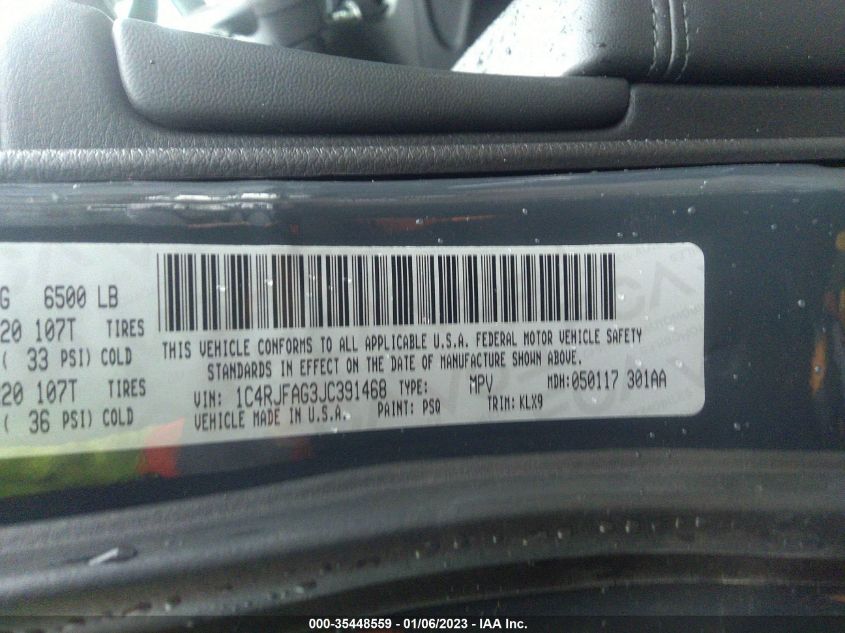 G 6500 LB
20 107T TIRES
( 33 PSI) COLD
20 107T TIRES
( 36 PSI) COLD
THIS VEHICLE CONFORMS TO ALL APPLICABLE U.S.A. FEDERAL MOTOR VEHICLE SAFETY
STANDARDS IN EFFECT ON THE DATE OF MANUFACTURE SHOWN ABOVE.
VIN: 1C4RJFAG3JC391468 TYPE: MPV MDH: 050117 301AA
VEHICLE MADE IN U.S.A. PAINT: PSQ TRIM: KLX9
000-35448559 - 01/06/2023 - IAA Inc.